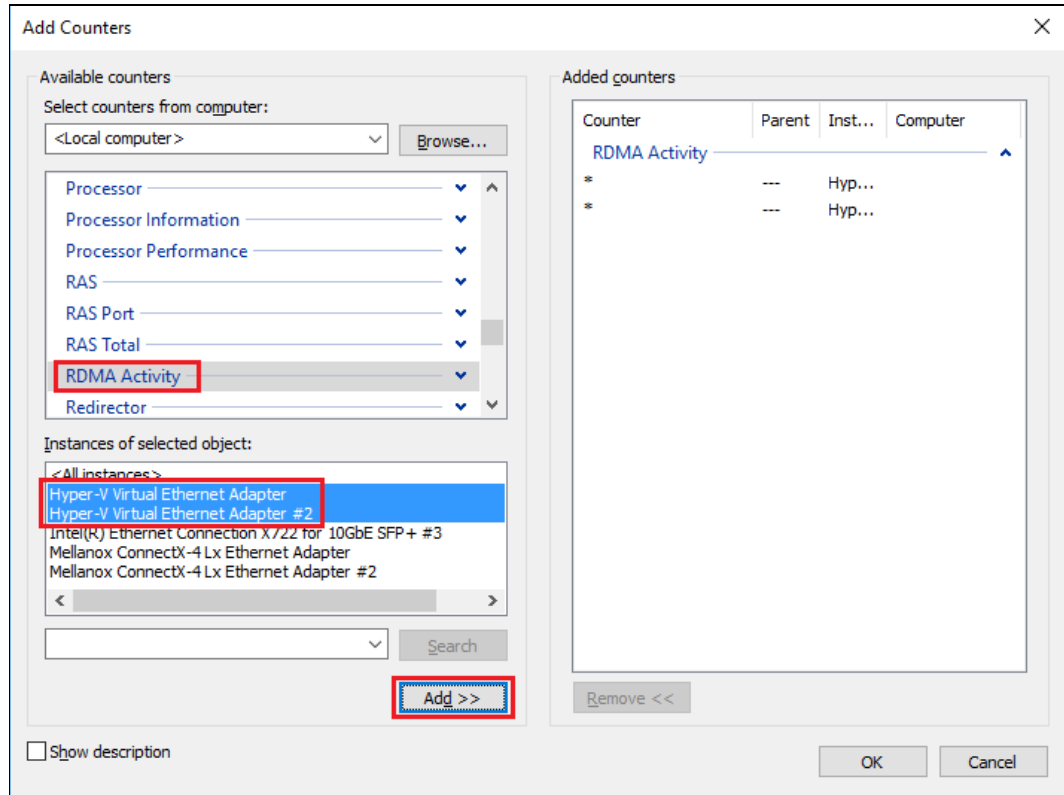 Add Counters
Available counters
Select counters from computer:
<Local computer>
Browse...
Processor
Processor Information
Processor Performance
RAS
RAS Port
RAS Total
RDMA Activity
Redirector
Instances of selected object:
<All instances>
Hyper-V Virtual Ethernet Adapter
Hyper-V Virtual Ethernet Adapter #2
Intel(R) Ethernet Connection X722 for 10GbE SFP+ #3
Mellanox ConnectX-4 Lx Ethernet Adapter
Mellanox ConnectX-4 Lx Ethernet Adapter #2
Search
Add >>
Show description
Added counters
Counter Parent Inst... Computer
RDMA Activity
* --- Hyp...
* --- Hyp...
Remove <<
OK Cancel